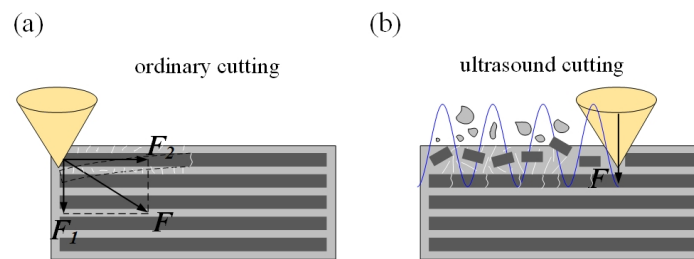 (a)
ordinary cutting
F2
F1
F
(b)
ultrasound cutting
F